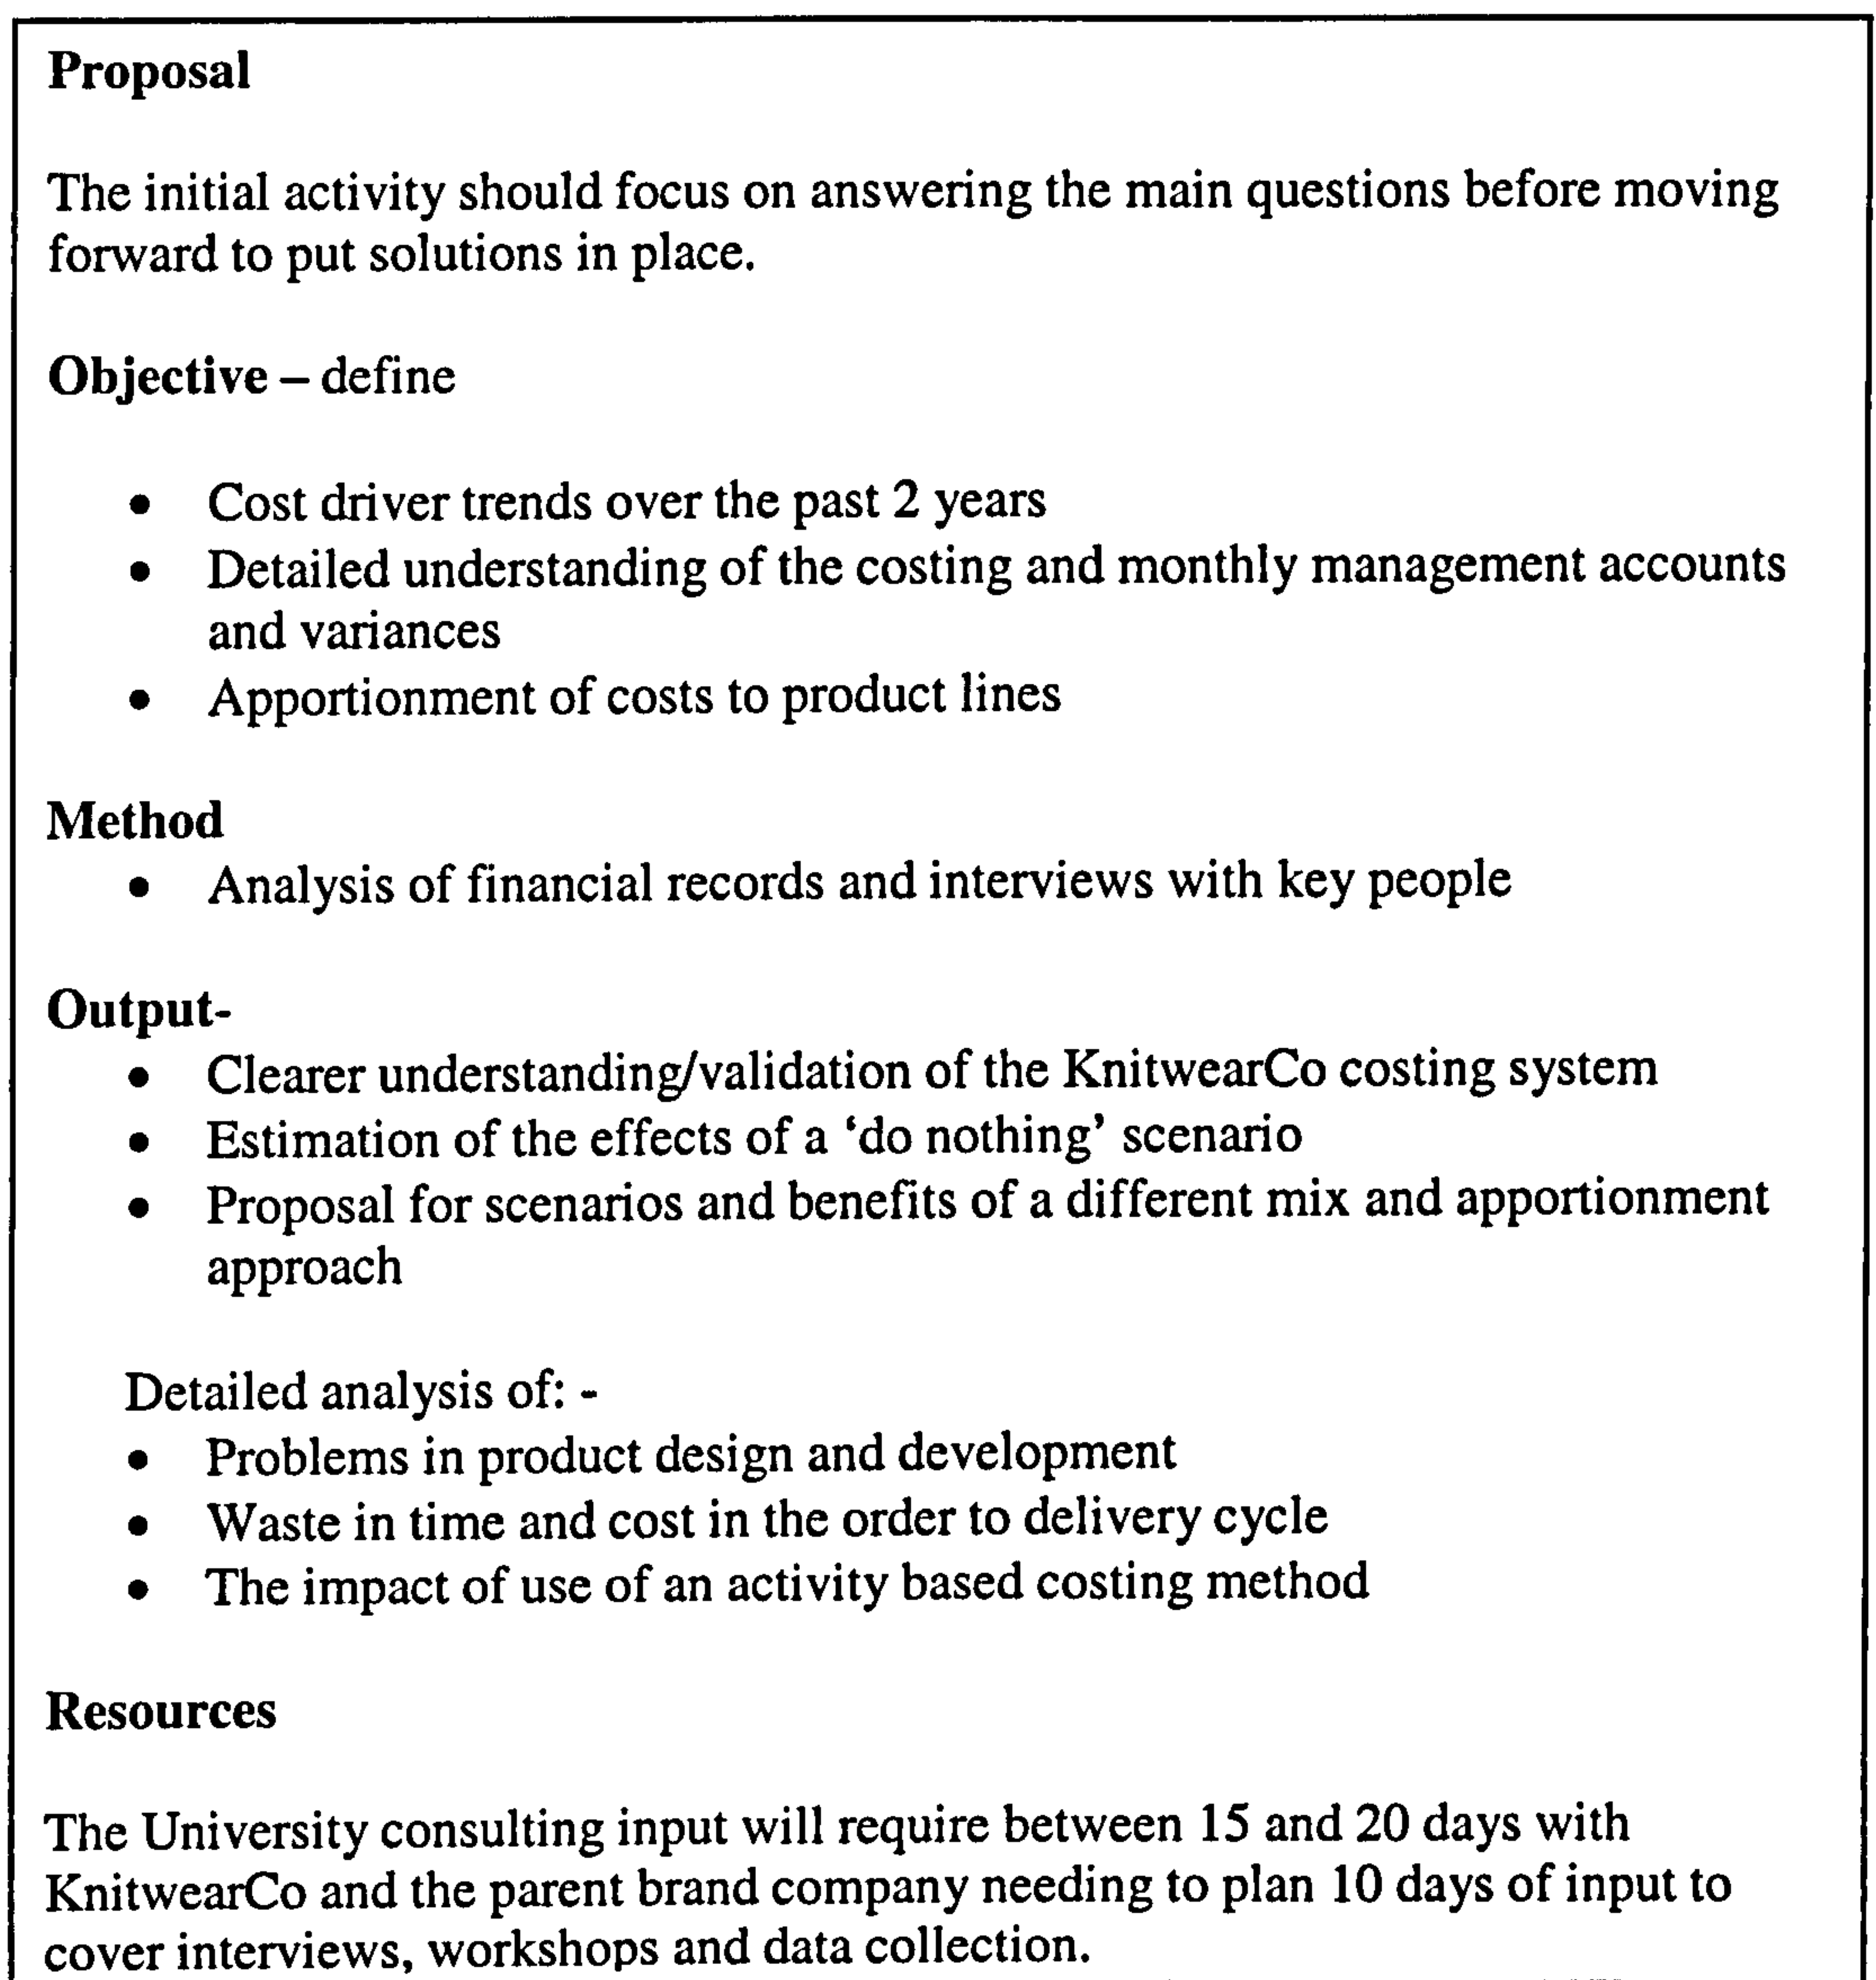 Proposal
The initial activity should focus on answering the main questions before moving
forward to put solutions in place.
Objective – define
• Cost driver trends over the past 2 years
• Detailed understanding of the costing and monthly management accounts
and variances
• Apportionment of costs to product lines
Method
• Analysis of financial records and interviews with key people
Output-
• Clearer understanding/validation of the KnitwearCo costing system
• Estimation of the effects of a ‘do nothing’ scenario
• Proposal for scenarios and benefits of a different mix and apportionment
approach
Detailed analysis of: -
• Problems in product design and development
• Waste in time and cost in the order to delivery cycle
• The impact of use of an activity based costing method
Resources
The University consulting input will require between 15 and 20 days with
KnitwearCo and the parent brand company needing to plan 10 days of input to
cover interviews, workshops and data collection.